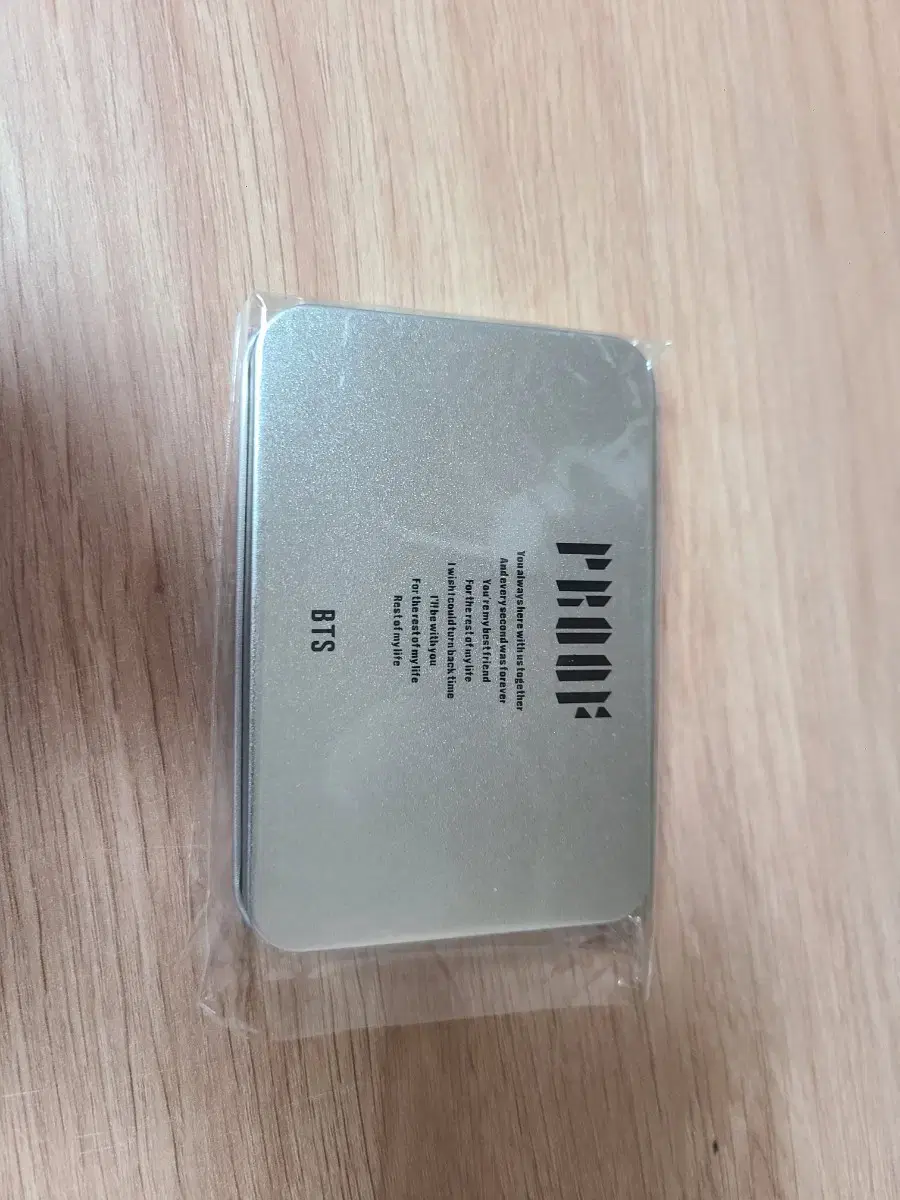 PROOF
You always here with us together
And every second was forever
You're my best friend
For the rest of my life
I wish I could turn back time
I'll be with you
For the rest of my life
Rest of my life
BTS